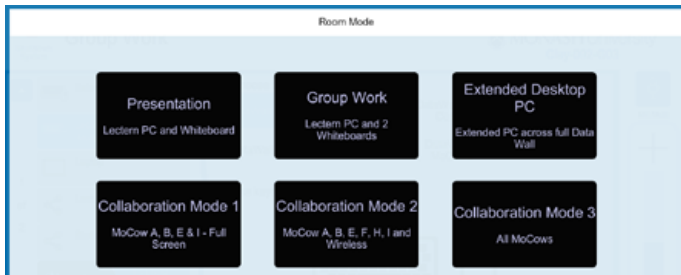 Room Mode
Presentation
Lectern PC and Whiteboard
Group Work
Lectern PC and 2
Whiteboards
Extended Desktop
PC
Extended PC across full Data
Wall
Collaboration Mode 1
MoCow A, B, E & I - Full
Screen
Collaboration Mode 2
MoCow A, B, E, F, H, I and
Wireless
Collaboration Mode 3
All MoCows